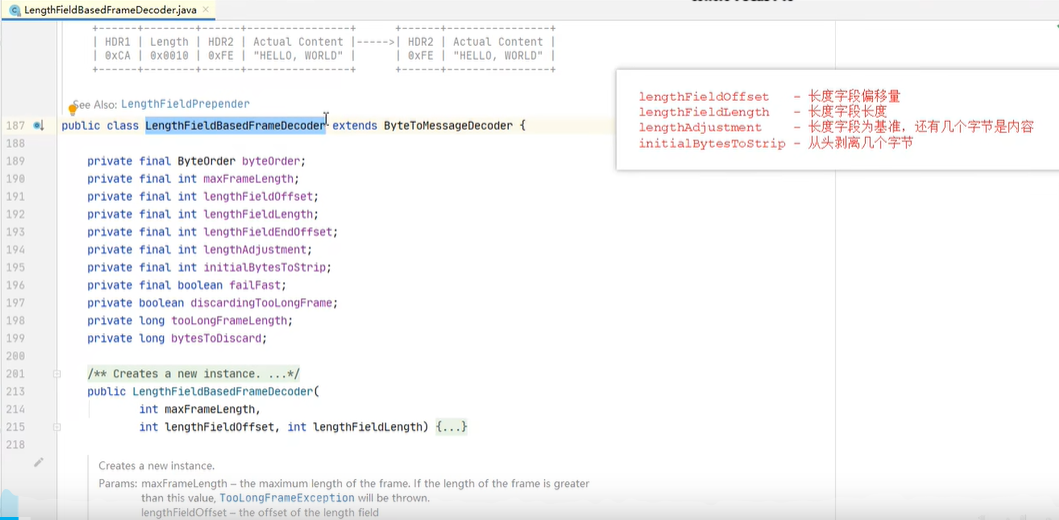 LengthFieldBasedFrameDecoder.java
+------+--------+------+----------------+      +------+----------------+
| HDR1 | Length | HDR2 | Actual Content |----->| HDR2 | Actual Content |
| 0xCA | 0x0010 | 0xFE | "HELLO, WORLD" |      | 0xFE | "HELLO, WORLD" |
+------+--------+------+----------------+      +------+----------------+
See Also: LengthFieldPrepender
lengthFieldOffset - 长度字段偏移量
lengthFieldLength - 长度字段长度
lengthAdjustment - 长度字段为基准，还有几个字节是内容
initialBytesToStrip - 从头剥离几个字节
187 public class LengthFieldBasedFrameDecoder extends ByteToMessageDecoder {
188
189 private final ByteOrder byteOrder;
190 private final int maxFrameLength;
191 private final int lengthFieldOffset;
192 private final int lengthFieldLength;
193 private final int lengthFieldEndOffset;
194 private final int lengthAdjustment;
195 private final int initialBytesToStrip;
196 private final boolean failFast;
197 private boolean discardingTooLongFrame;
198 private long tooLongFrameLength;
199 private long bytesToDiscard;
200
201 /** Creates a new instance. ...*/
213 public LengthFieldBasedFrameDecoder(
214 int maxFrameLength,
215 int lengthFieldOffset, int lengthFieldLength) {...}
218
Creates a new instance.
Params: maxFrameLength – the maximum length of the frame. If the length of the frame is greater
than this value, TooLongFrameException will be thrown.
lengthFieldOffset – the offset of the length field